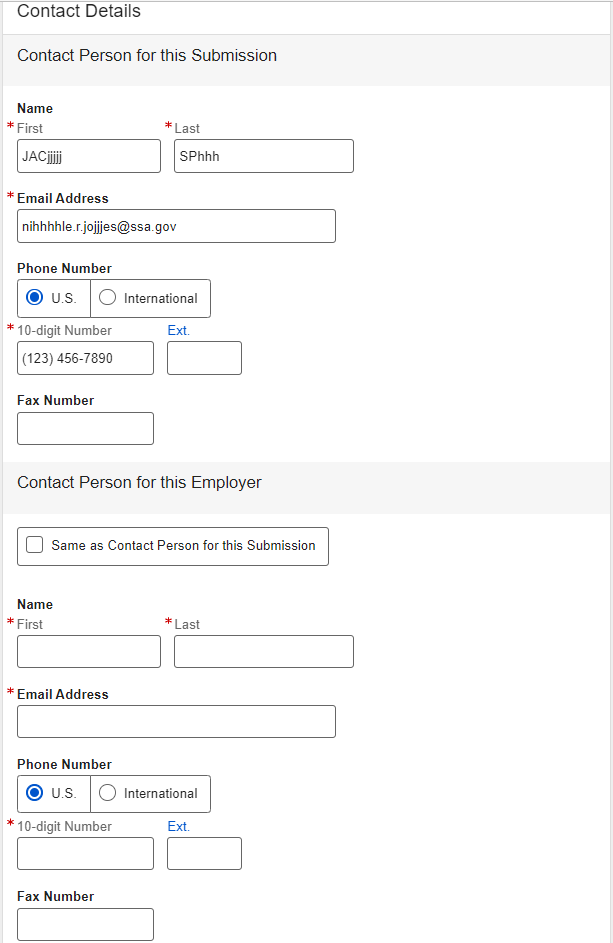 Contact Details
Contact Person for this Submission
Name
* First * Last
JACjjjjj SPhhh
* Email Address
nihhhhle.r.jojjjes@ssa.gov
Phone Number
U.S. International
* 10-digit Number Ext.
(123) 456-7890
Fax Number
Contact Person for this Employer
Same as Contact Person for this Submission
Name
* First * Last
* Email Address
Phone Number
U.S. International
* 10-digit Number Ext.
Fax Number